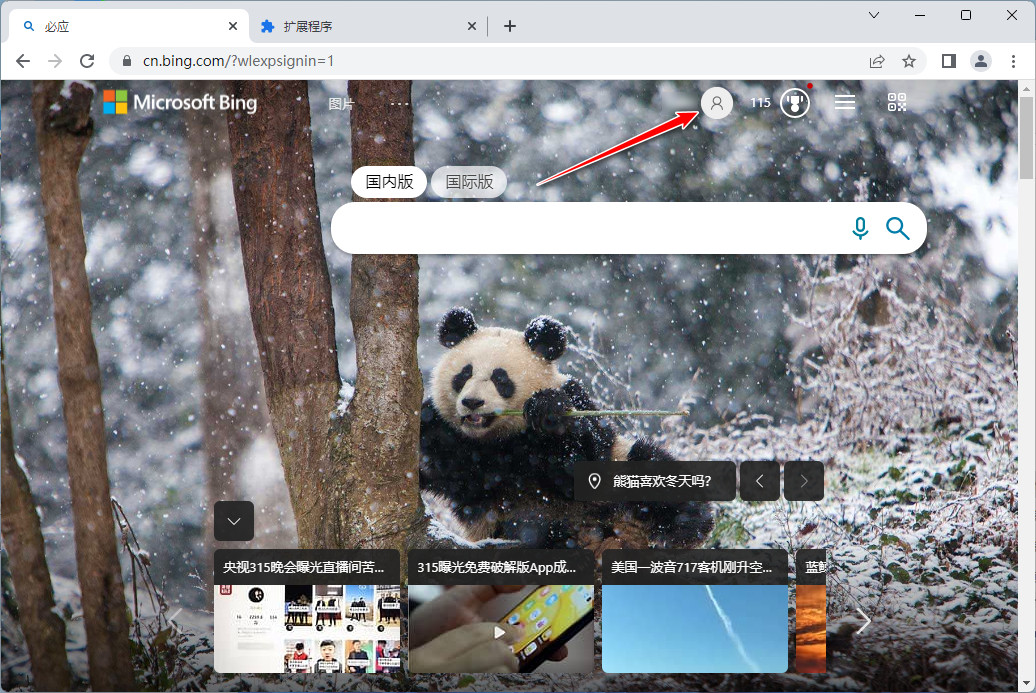 必应
扩展程序
cn.bing.com/?wlexpsignin=1
Microsoft Bing
图片
115
国内版
国际版
熊猫喜欢冬天吗?
央视315晚会曝光直播间苦...
315曝光免费破解版App成...
美国一波音717客机刚升空...